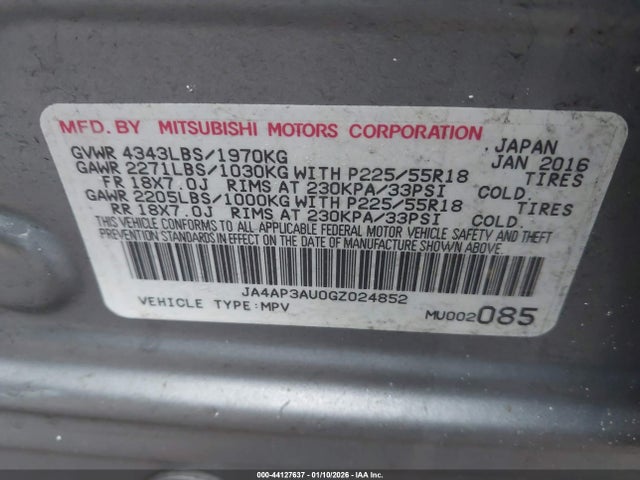 MFD. BY MITSUBISHI MOTORS CORPORATION JAPAN
GVWR 4343LBS/1970KG JAN 2016
GAWR 2271LBS/1030KG WITH P225/55R18 TIRES
FR 18X7.0J RIMS AT 230KPA/33PSI COLD.
GAWR 2205LBS/1000KG WITH P225/55R18 TIRES
RR 18X7.0J RIMS AT 230KPA/33PSI COLD.
THIS VEHICLE CONFORMS TO ALL APPLICABLE FEDERAL MOTOR VEHICLE SAFETY AND THEFT
PREVENTION STANDARDS IN EFFECT ON THE DATE OF MANUFACTURE SHOWN ABOVE.
JA4AP3AU0GZ024852
VEHICLE TYPE:MPV MU002085
000-44127637 - 01/10/2026 - IAAI.CA